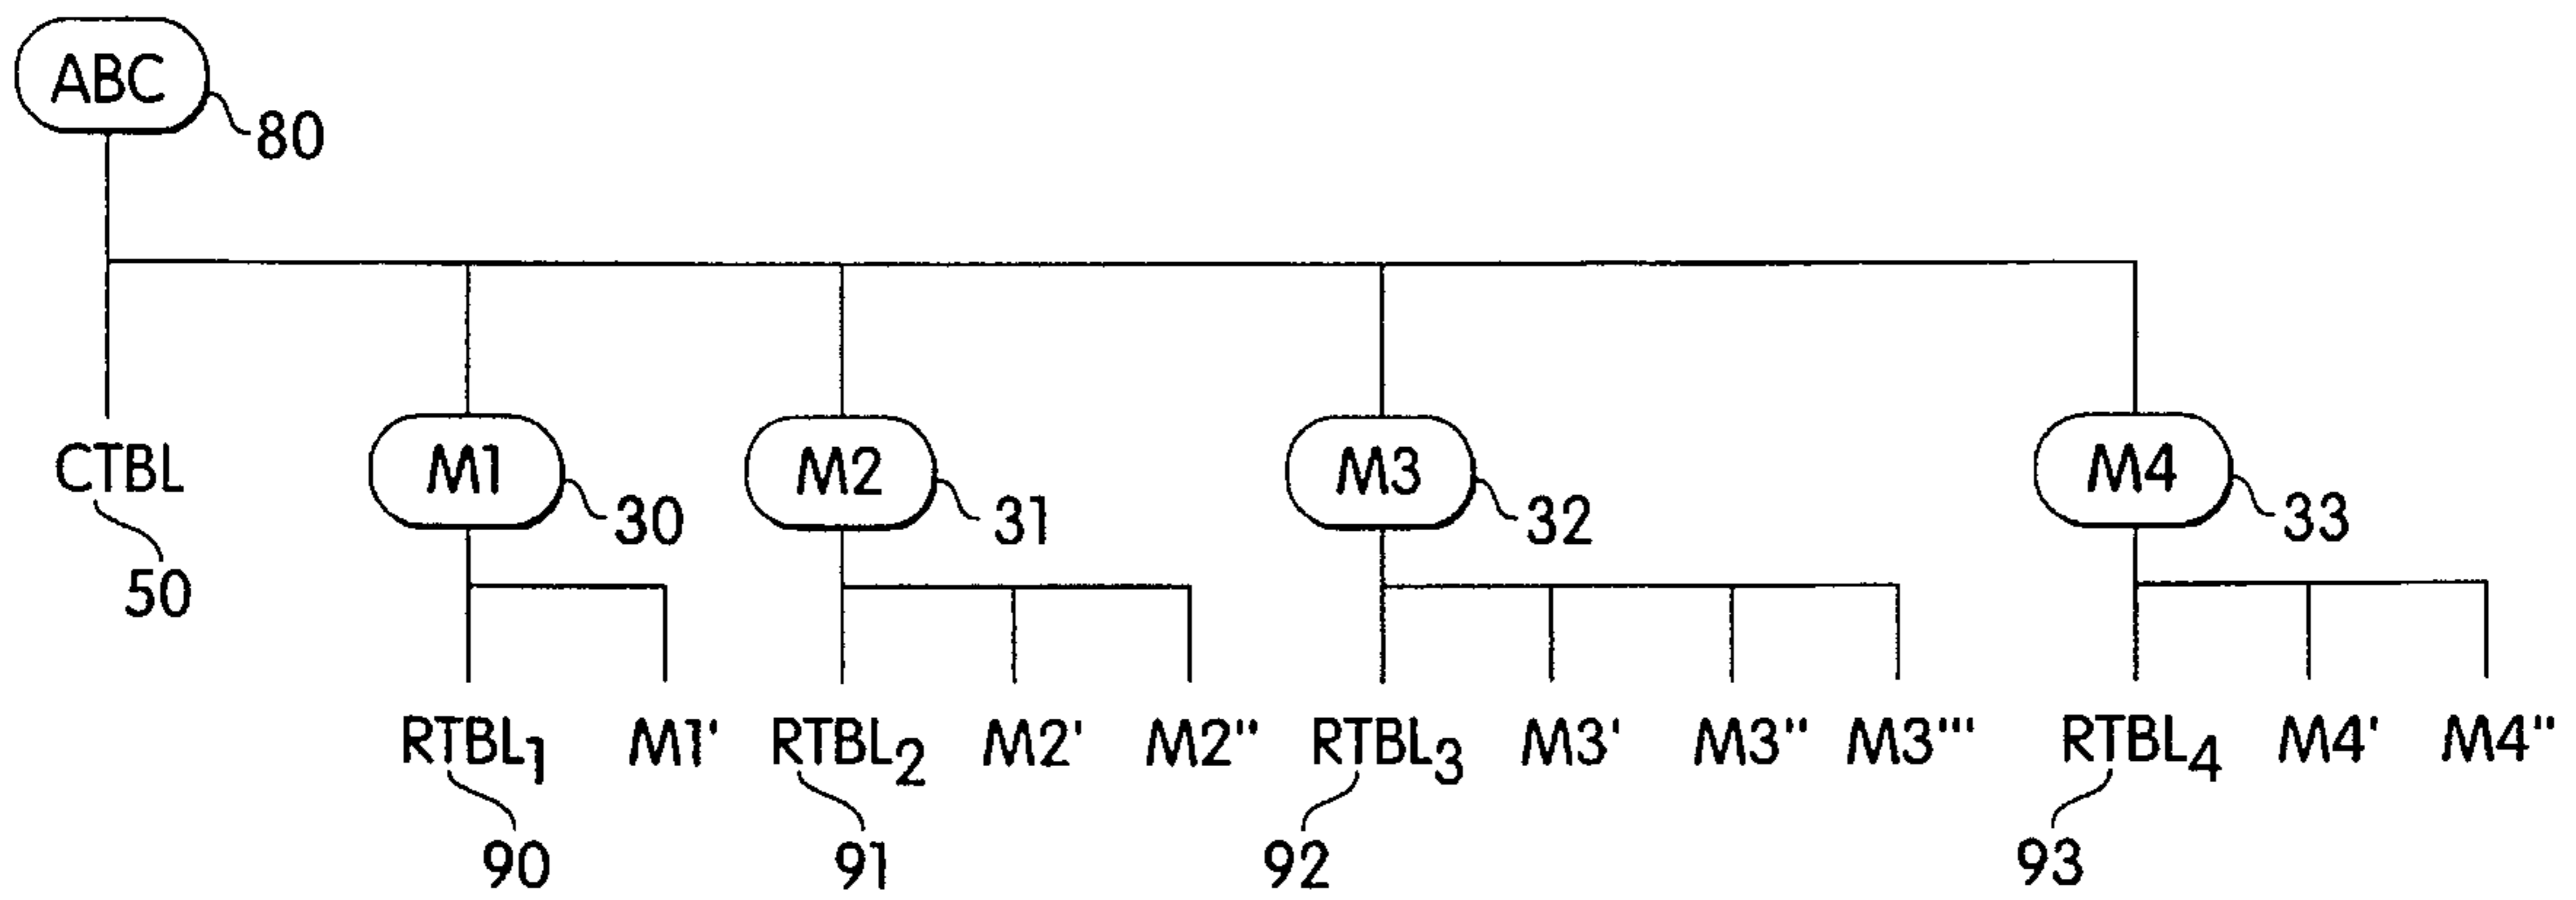 ABC
80
CTBL M1 M2 M3 M4
50 30 31 32 33
RTBL1 M1' RTBL2 M2' M2" RTBL3 M3' M3" M3''' RTBL4 M4' M4"
90 91 92 93